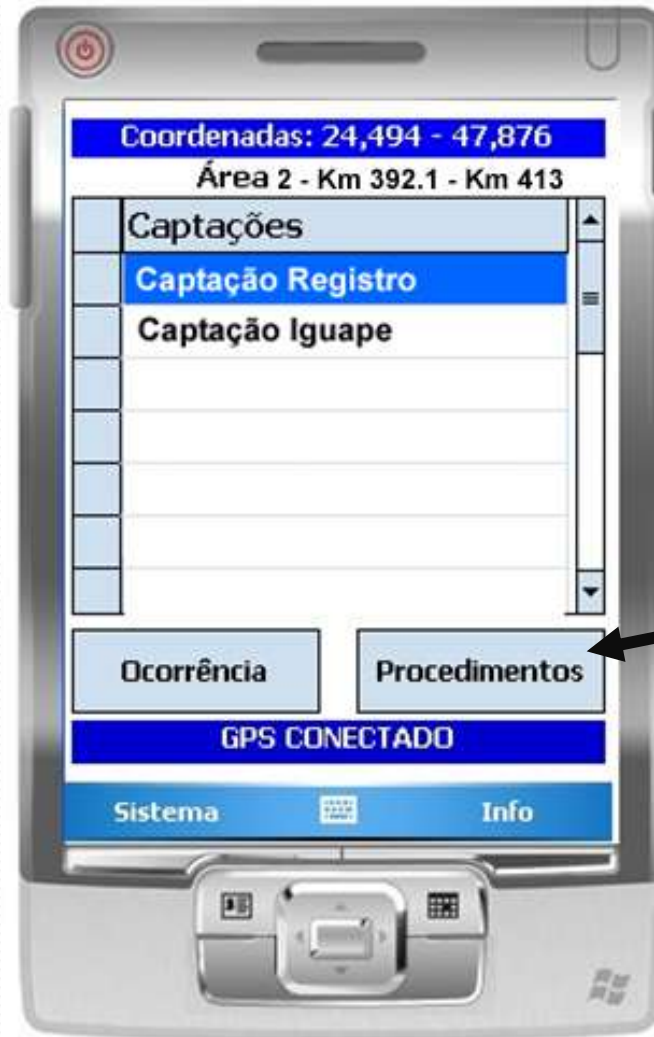 Coordenadas: 24,494 - 47,876
Área 2 - Km 392.1 - Km 413
Captações
Captação Registro
Captação Iguape
Ocorrência
Procedimentos
GPS CONECTADO
Sistema
Info